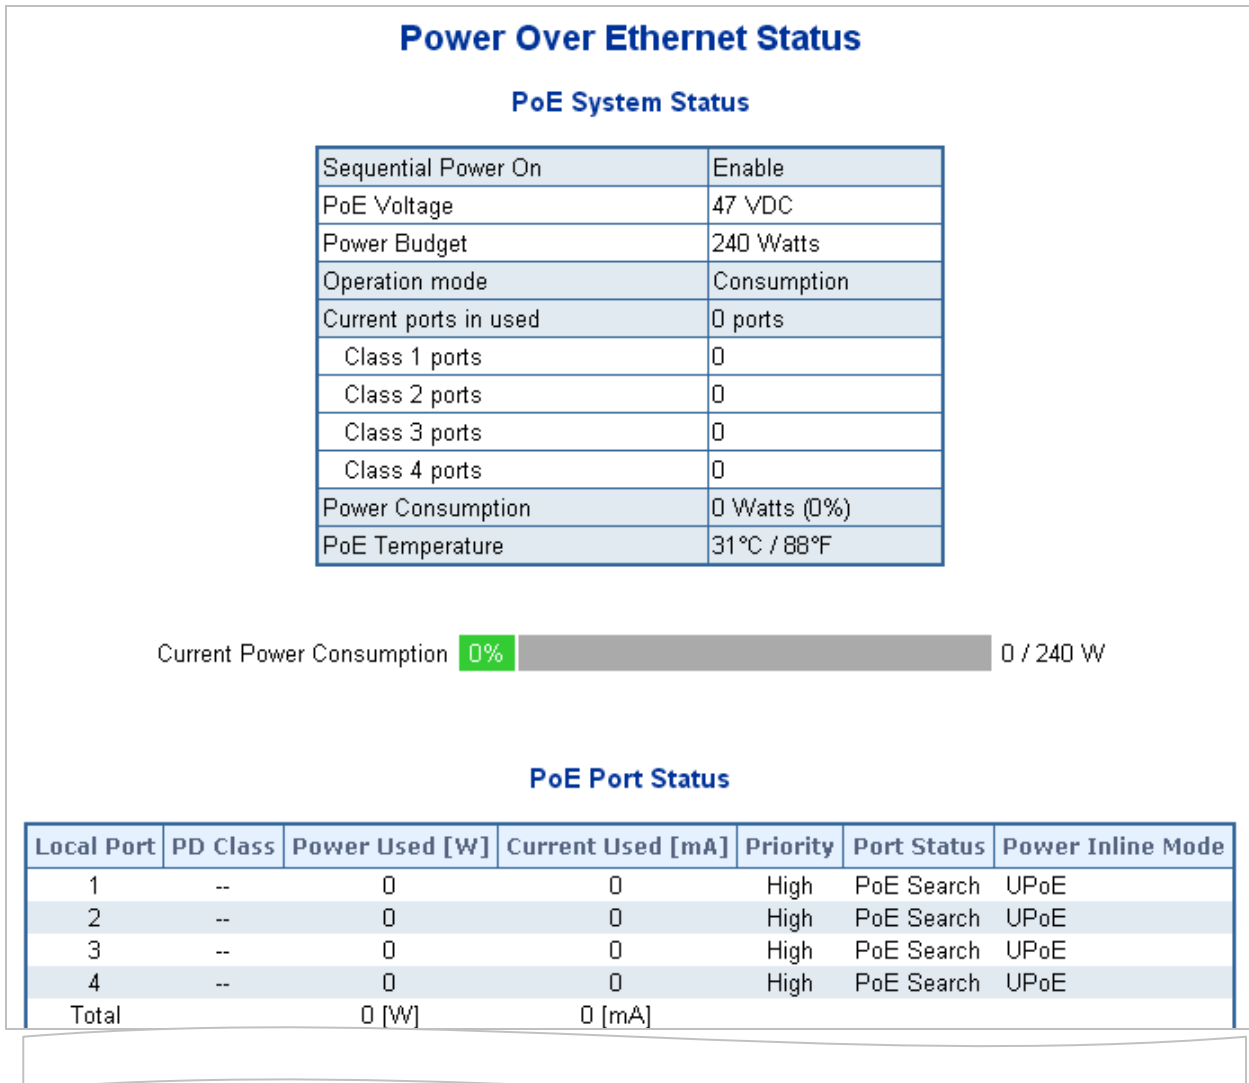 Power Over Ethernet Status
PoE System Status
Sequential Power On Enable
PoE Voltage 47 VDC
Power Budget 240 Watts
Operation mode Consumption
Current ports in used 0 ports
Class 1 ports 0
Class 2 ports 0
Class 3 ports 0
Class 4 ports 0
Power Consumption 0 Watts (0%)
PoE Temperature 31°C / 88°F
Current Power Consumption 0% 0 / 240 W
PoE Port Status
Local Port PD Class Power Used [W] Current Used [mA] Priority Port Status Power Inline Mode
1 -- 0 0 High PoE Search UPoE
2 -- 0 0 High PoE Search UPoE
3 -- 0 0 High PoE Search UPoE
4 -- 0 0 High PoE Search UPoE
Total 0 [W] 0 [mA]